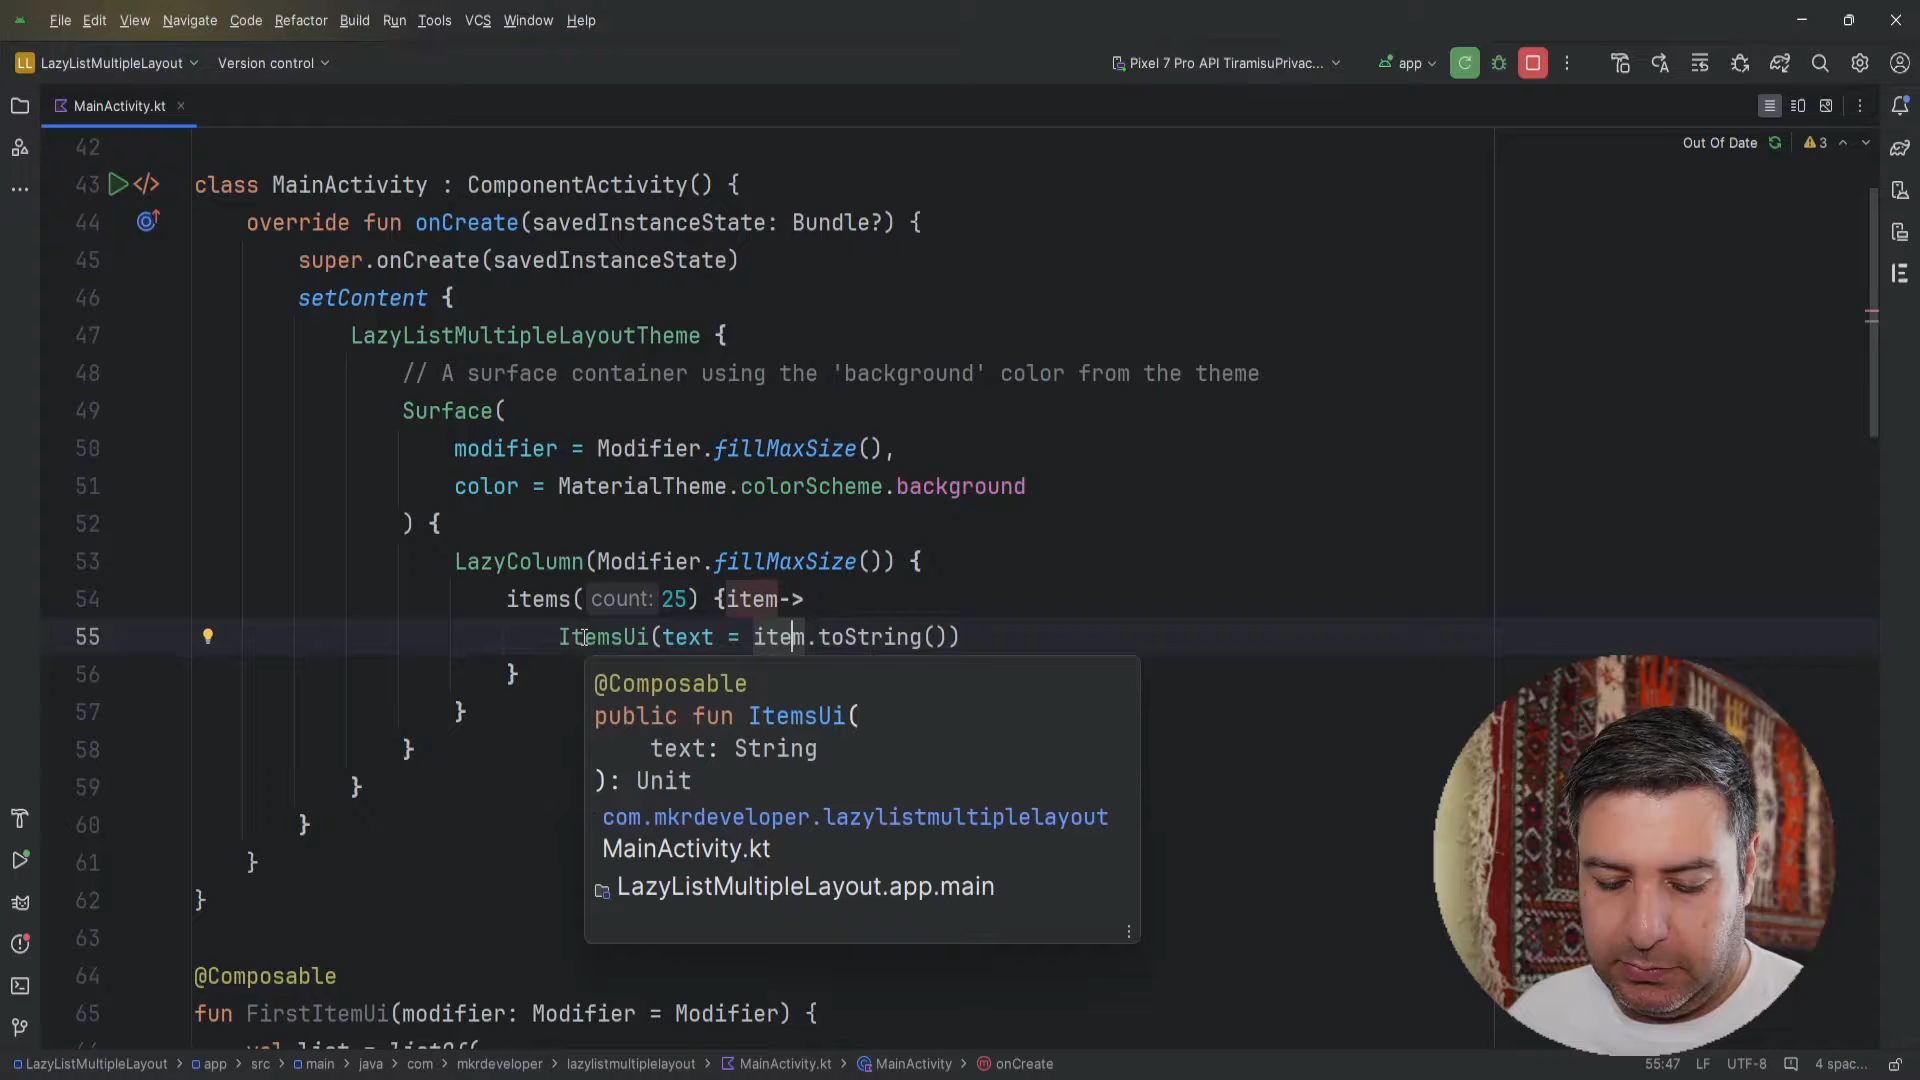 File Edit View Navigate Code Refactor Build Run Tools VCS Window Help
LL LazyListMultipleLayout Version control Pixel 7 Pro API TiramisuPrivac... app
MainActivity.kt
Out Of Date 3
42
43 class MainActivity : ComponentActivity() {
44 override fun onCreate(savedInstanceState: Bundle?) {
45 super.onCreate(savedInstanceState)
46 setContent {
47 LazyListMultipleLayoutTheme {
48 // A surface container using the 'background' color from the theme
49 Surface(
50 modifier = Modifier.fillMaxSize(),
51 color = MaterialTheme.colorScheme.background
52 ) {
53 LazyColumn(Modifier.fillMaxSize()) {
54 items( count: 25) {item->
55 ItemsUi(text = item.toString())
56 }
57 }
58 }
59 }
60 }
61 }
62 }
63
64 @Composable
65 fun FirstItemUi(modifier: Modifier = Modifier) {
@Composable
public fun ItemsUi(
text: String
): Unit
com.mkrdeveloper.lazylistmultiplelayout
MainActivity.kt
LazyListMultipleLayout.app.main
LazyListMultipleLayout > app > src > main > java > com > mkrdeveloper > lazylistmultiplelayout > MainActivity.kt > MainActivity > onCreate 55:47 LF UTF-8 4 spac...